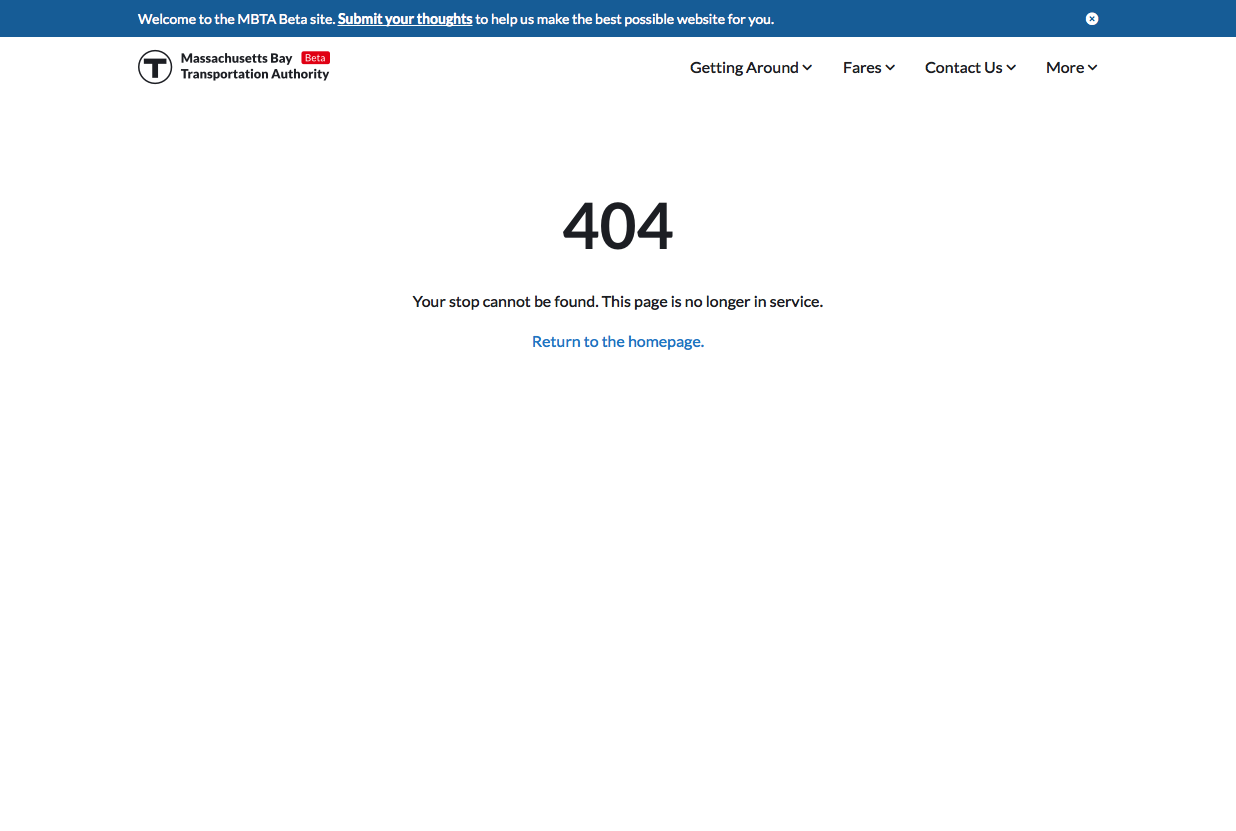 Welcome to the MBTA Beta site. Submit your thoughts to help us make the best possible website for you.
T
Massachusetts Bay Beta
Transportation Authority
Getting Around
Fares
Contact Us
More
404
Your stop cannot be found. This page is no longer in service.
Return to the homepage.